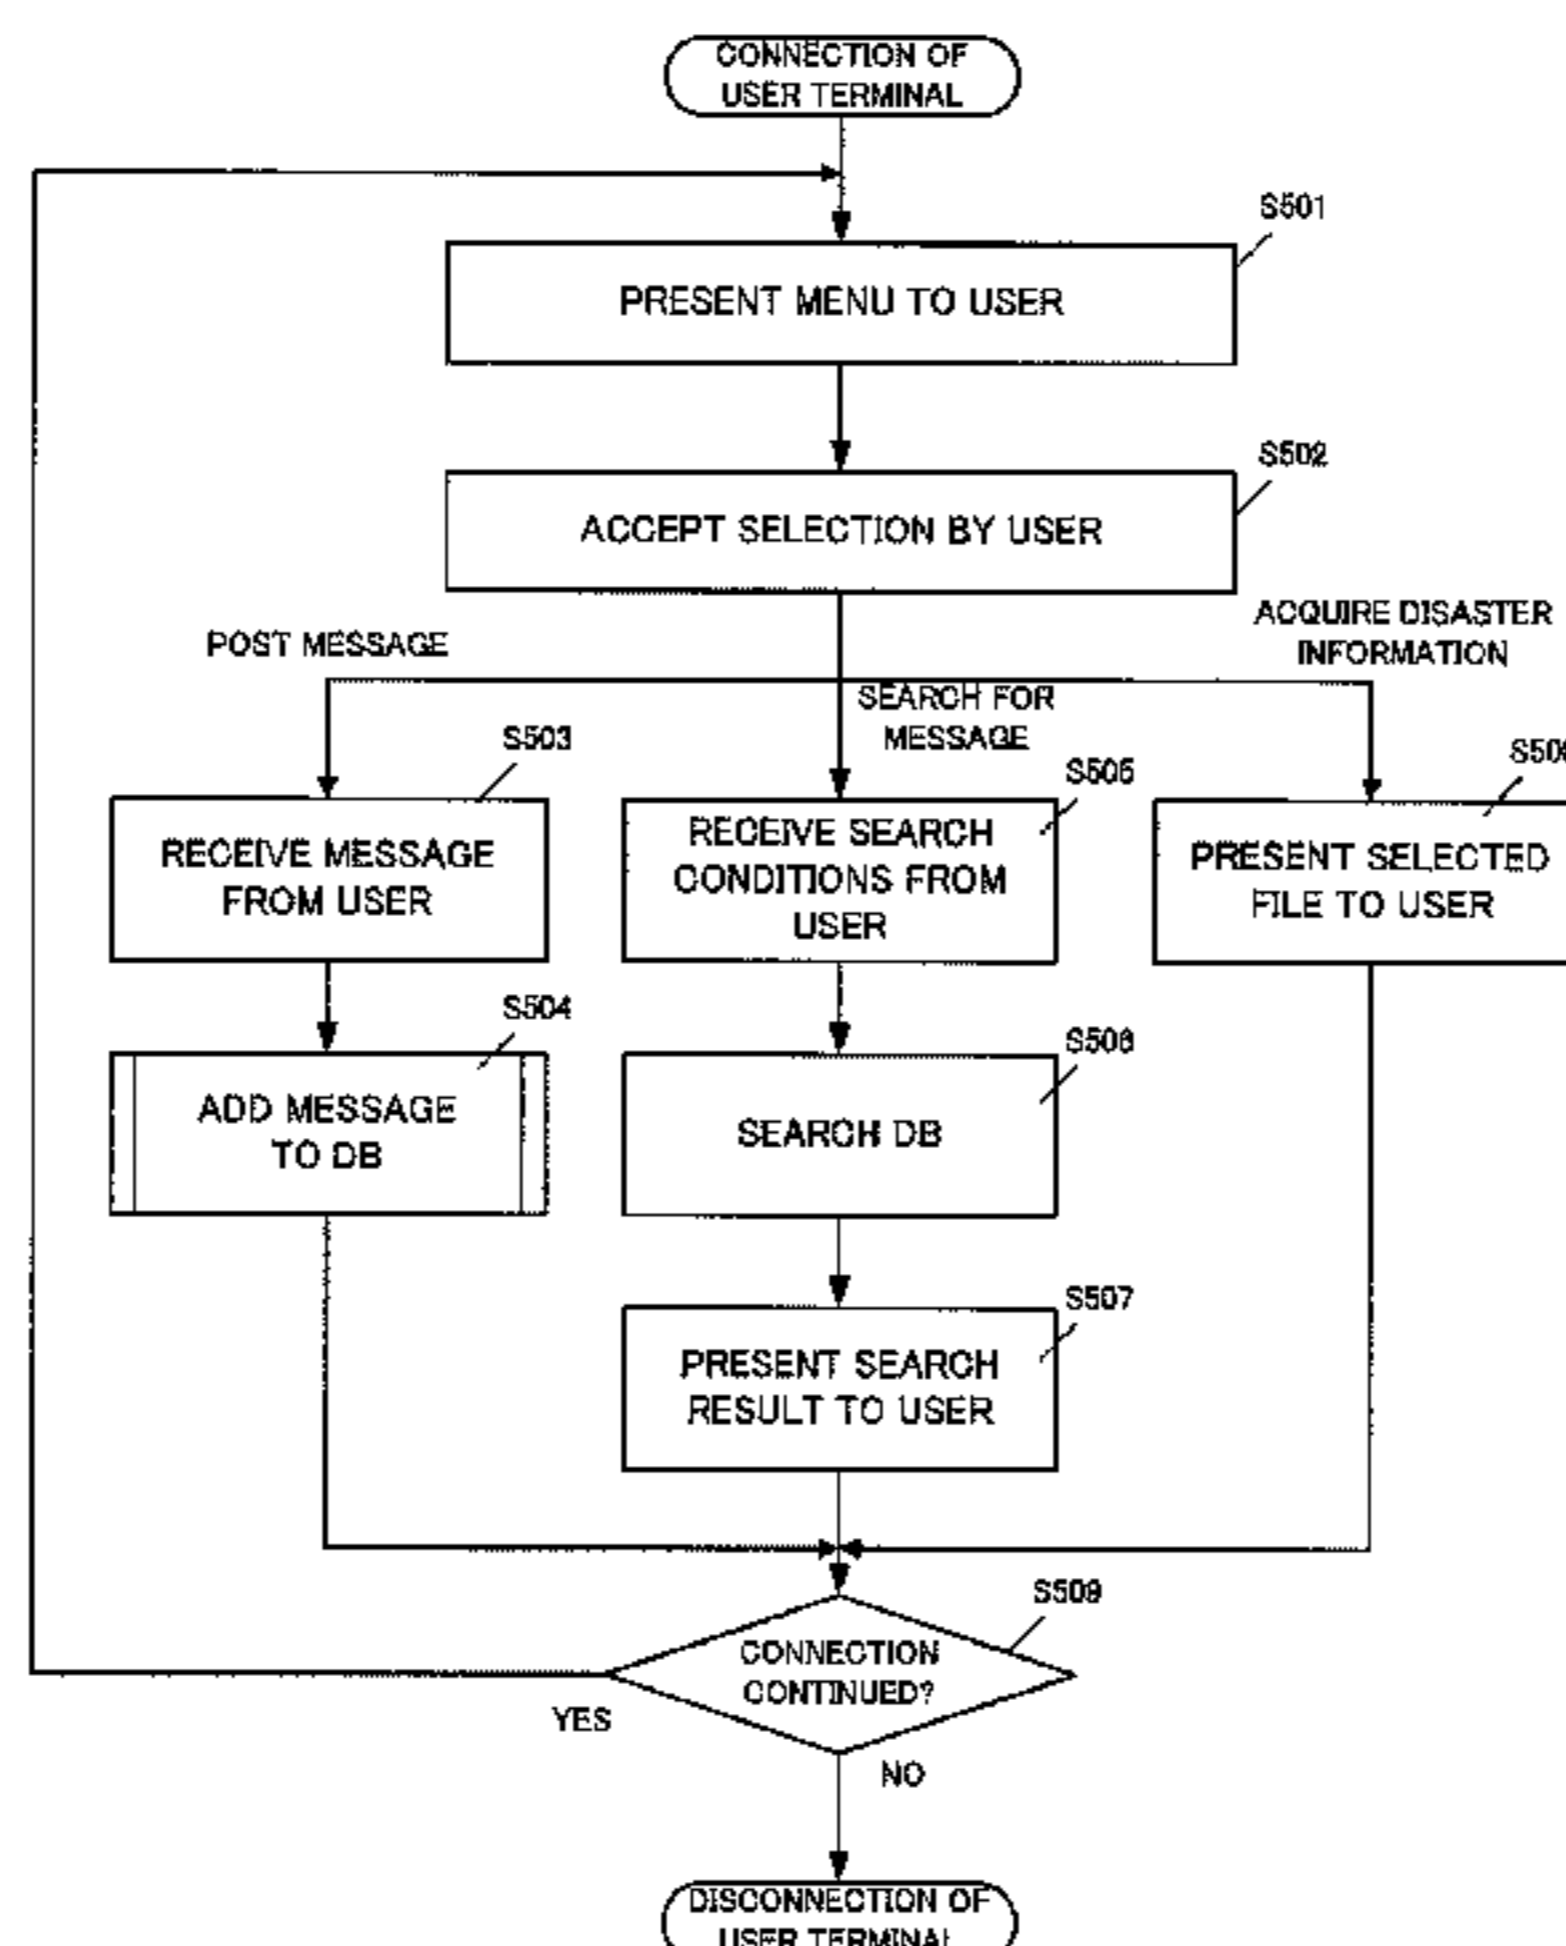 CONNECTION OF
USER TERMINAL
S501
PRESENT MENU TO USER
S502
ACCEPT SELECTION BY USER
POST MESSAGE
SEARCH FOR
MESSAGE
ACQUIRE DISASTER
INFORMATION
S503
RECEIVE MESSAGE
FROM USER
S504
ADD MESSAGE
TO DB
S505
RECEIVE SEARCH
CONDITIONS FROM
USER
S506
SEARCH DB
S507
PRESENT SEARCH
RESULT TO USER
PRESENT SELECTED
FILE TO USER
S509
CONNECTION
CONTINUED?
YES
NO
DISCONNECTION OF
USER TERMINAL